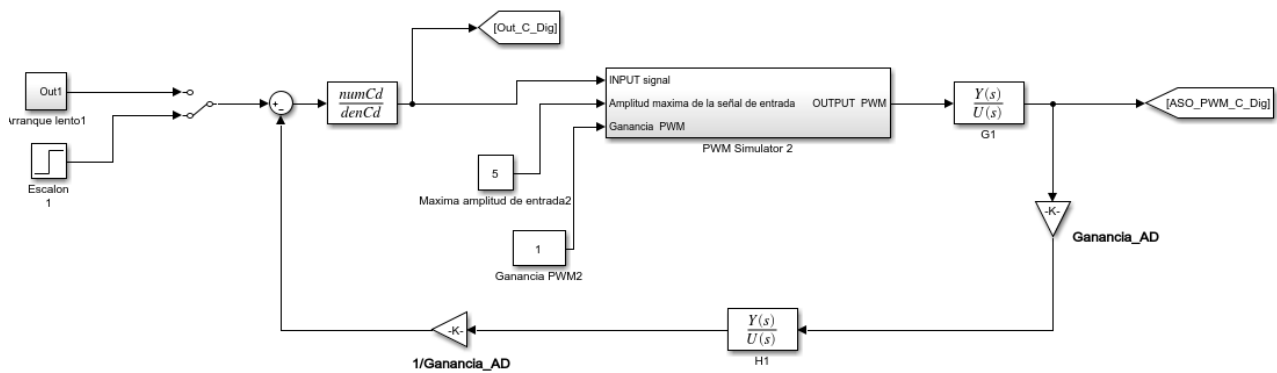 [Out_C_Dig]
Out1
Arranque lento1
Escalon
1
+
−
numCd
denCd
INPUT signal
Amplitud maxima de la señal de entrada
OUTPUT PWM
Ganancia PWM
PWM Simulator 2
5
Maxima amplitud de entrada2
1
Ganancia PWM2
Y(s)
U(s)
G1
[ASO_PWM_C_Dig]
-K-
Ganancia_AD
Y(s)
U(s)
H1
-K-
1/Ganancia_AD